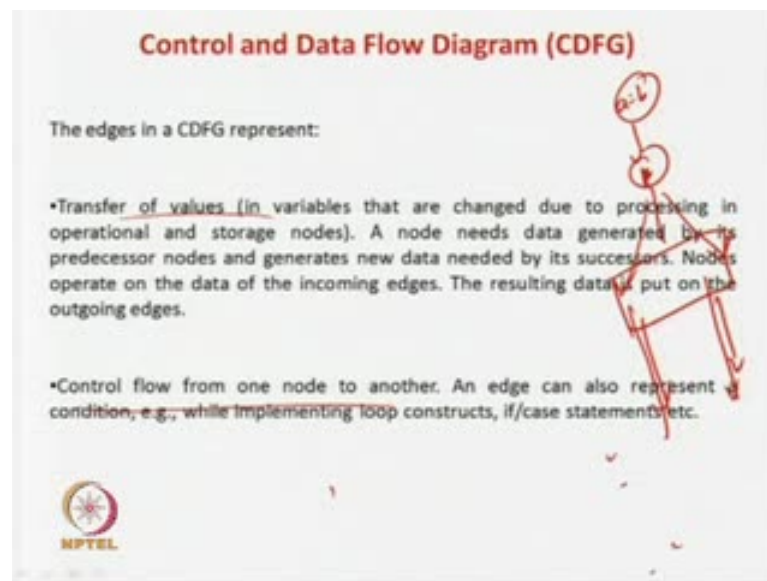 Control and Data Flow Diagram (CDFG)
The edges in a CDFG represent:
•Transfer of values (in variables that are changed due to processing in
operational and storage nodes). A node needs data generated by its
predecessor nodes and generates new data needed by its successors. Nodes
operate on the data of the incoming edges. The resulting data is put on the
outgoing edges.
•Control flow from one node to another. An edge can also represent a
condition, e.g., while implementing loop constructs, if/case statements etc.
NPTEL